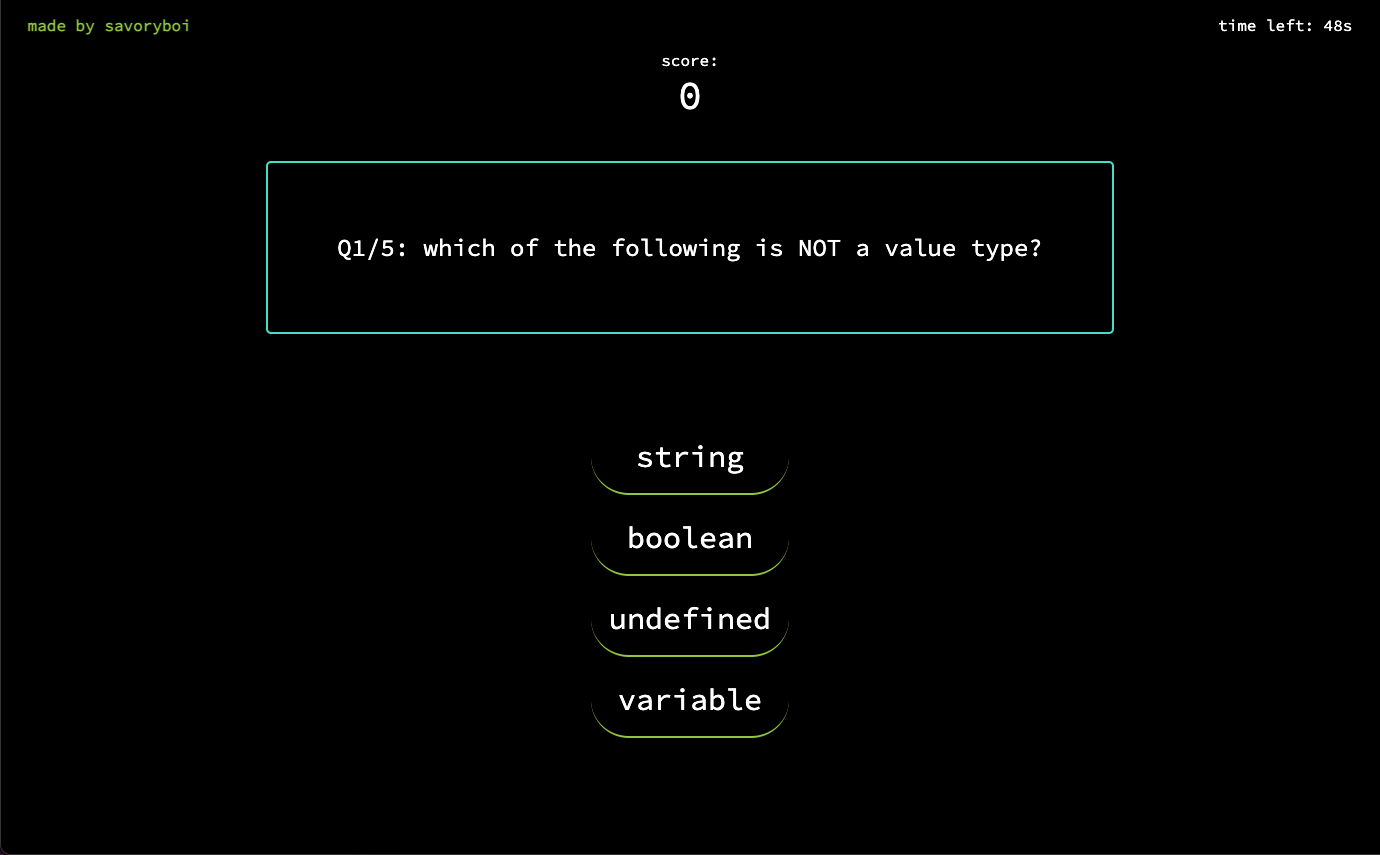 made by savoryboi
time left: 48s
score:
0
Q1/5: which of the following is NOT a value type?
string
boolean
undefined
variable